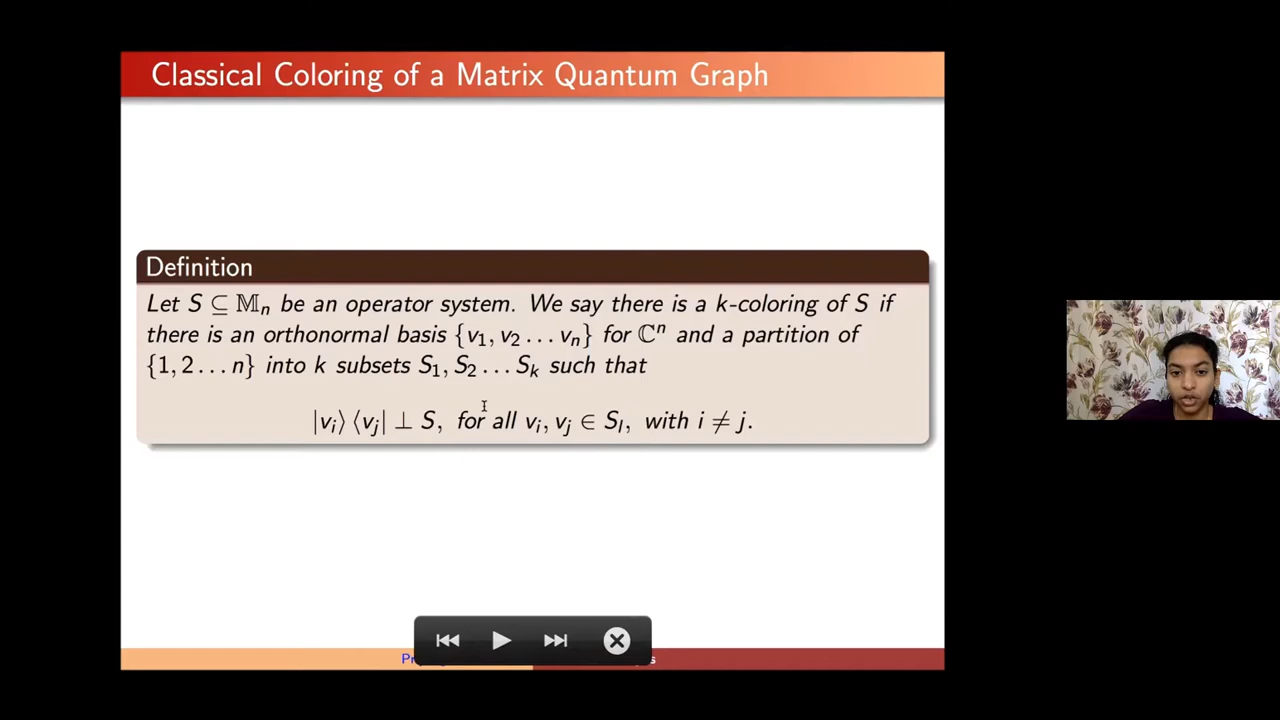 Classical Coloring of a Matrix Quantum Graph
Definition
Let S ⊆ 𝕄ₙ be an operator system. We say there is a k-coloring of S if
there is an orthonormal basis {v₁, v₂ … vₙ} for ℂⁿ and a partition of
{1, 2 … n} into k subsets S₁, S₂ … Sₖ such that
|vᵢ⟩ ⟨vⱼ| ⊥ S, for all vᵢ, vⱼ ∈ Sₗ, with i ≠ j.